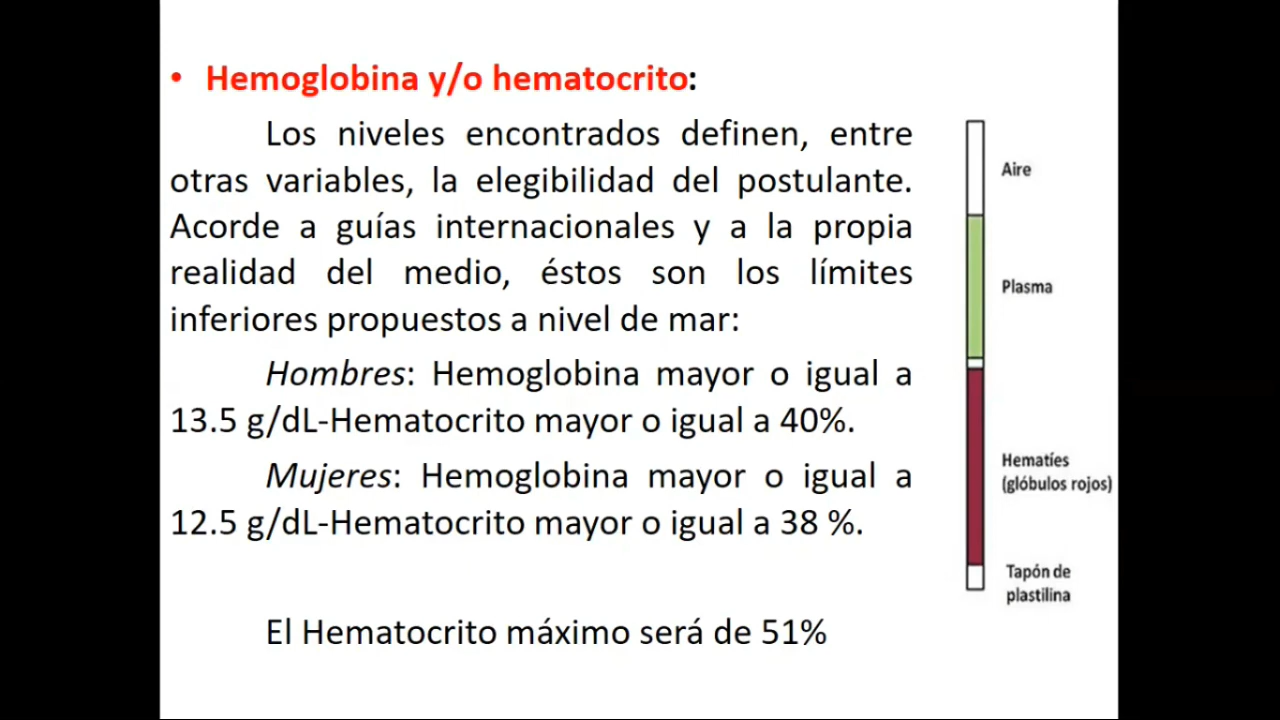 • Hemoglobina y/o hematocrito:
Los niveles encontrados definen, entre
otras variables, la elegibilidad del postulante.
Acorde a guías internacionales y a la propia
realidad del medio, éstos son los límites
inferiores propuestos a nivel de mar:
Hombres: Hemoglobina mayor o igual a
13.5 g/dL-Hematocrito mayor o igual a 40%.
Mujeres: Hemoglobina mayor o igual a
12.5 g/dL-Hematocrito mayor o igual a 38 %.
El Hematocrito máximo será de 51%
Aire
Plasma
Hematíes
(glóbulos rojos)
Tapón de
plastilina